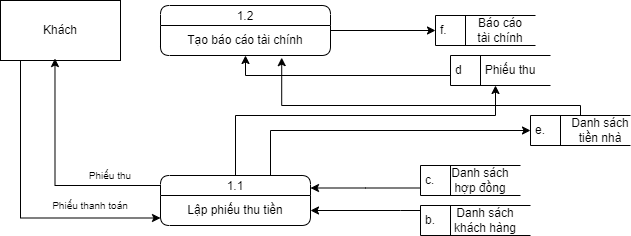 Khách
1.2
Tạo báo cáo tài chính
f.
Báo cáo
tài chính
d
Phiếu thu
e.
Danh sách
tiền nhà
Phiếu thu
Phiếu thanh toán
1.1
Lập phiếu thu tiền
c.
Danh sách
hợp đồng
b.
Danh sách
khách hàng